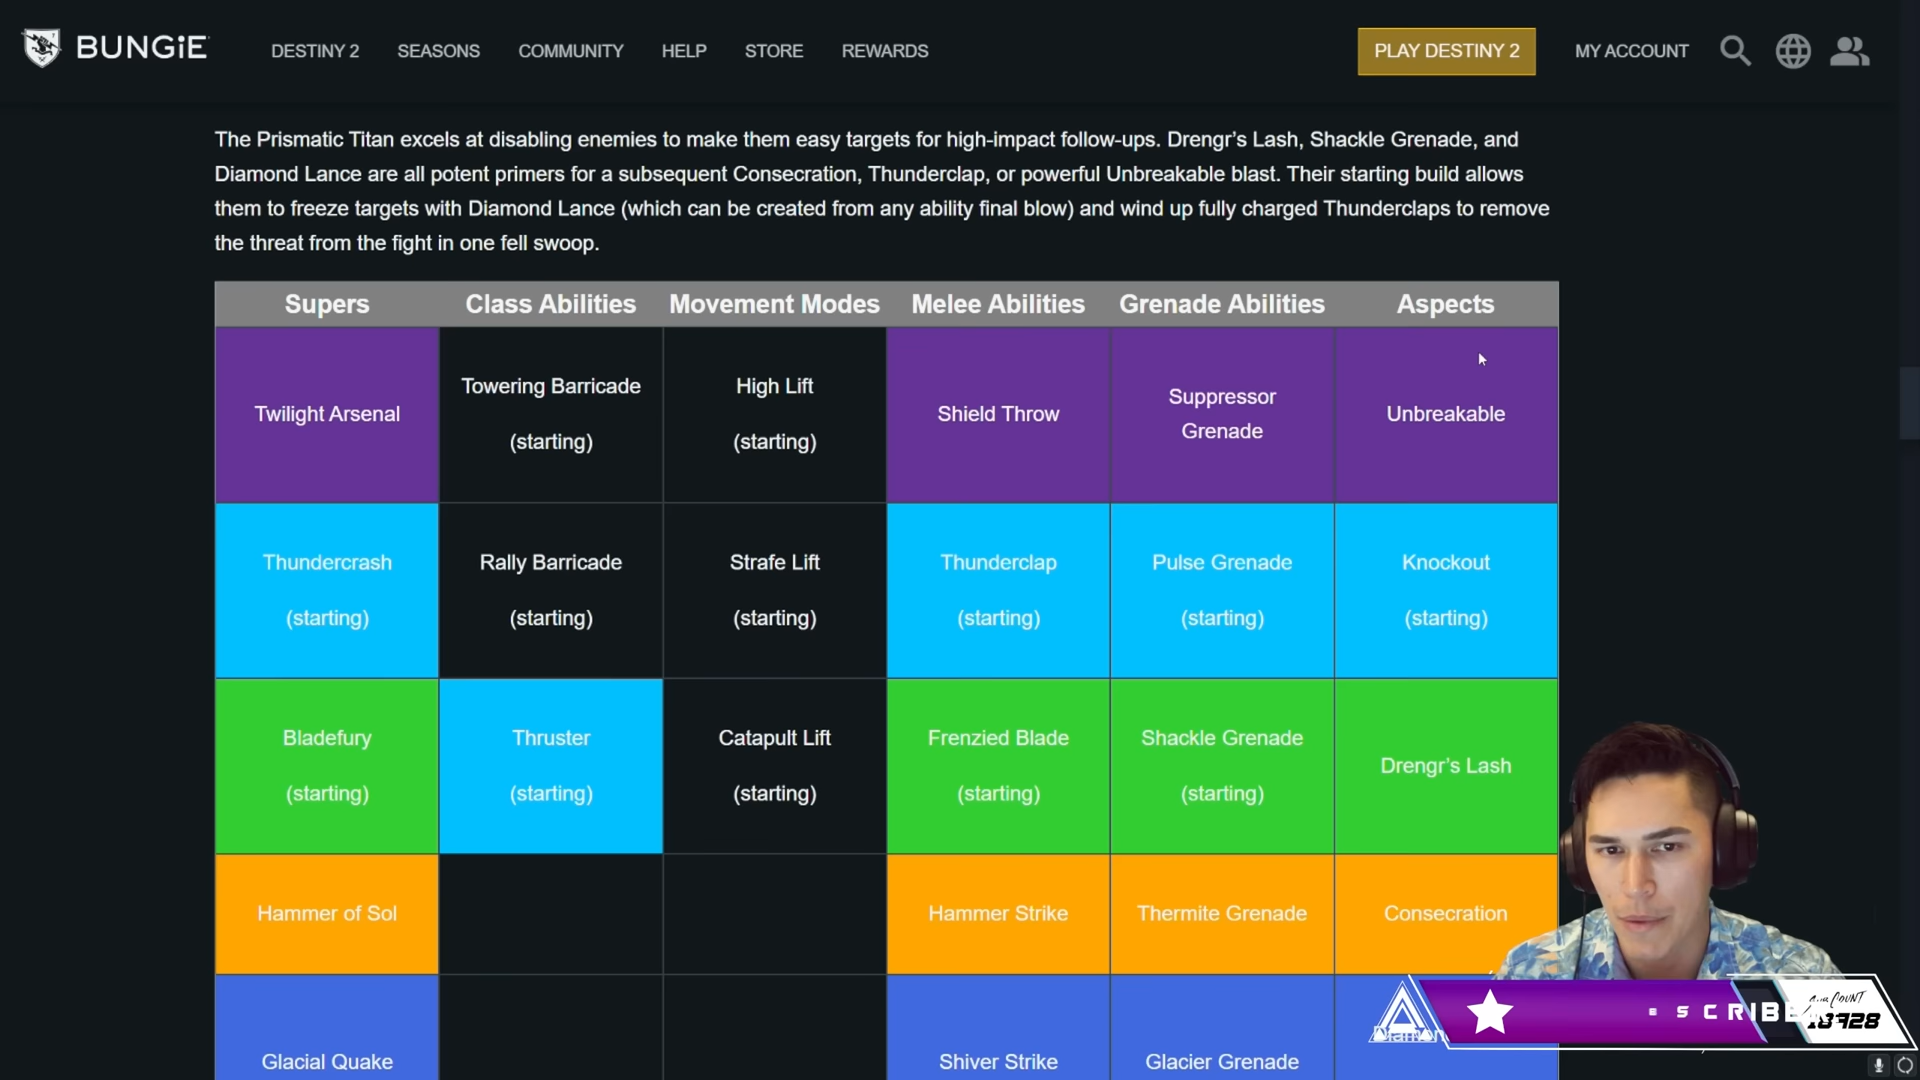 BUNGiE
DESTINY 2 SEASONS COMMUNITY HELP STORE REWARDS
PLAY DESTINY 2 MY ACCOUNT
The Prismatic Titan excels at disabling enemies to make them easy targets for high-impact follow-ups. Drengr’s Lash, Shackle Grenade, and
Diamond Lance are all potent primers for a subsequent Consecration, Thunderclap, or powerful Unbreakable blast. Their starting build allows
them to freeze targets with Diamond Lance (which can be created from any ability final blow) and wind up fully charged Thunderclaps to remove
the threat from the fight in one fell swoop.
Supers Class Abilities Movement Modes Melee Abilities Grenade Abilities Aspects
Twilight Arsenal
Towering Barricade
(starting)
High Lift
(starting)
Shield Throw
Suppressor
Grenade
Unbreakable
Thundercrash
(starting)
Rally Barricade
(starting)
Strafe Lift
(starting)
Thunderclap
(starting)
Pulse Grenade
(starting)
Knockout
(starting)
Bladefury
(starting)
Thruster
(starting)
Catapult Lift
(starting)
Frenzied Blade
(starting)
Shackle Grenade
(starting)
Drengr’s Lash
Hammer of Sol
Hammer Strike
Thermite Grenade
Consecration
Glacial Quake
Shiver Strike
Glacier Grenade